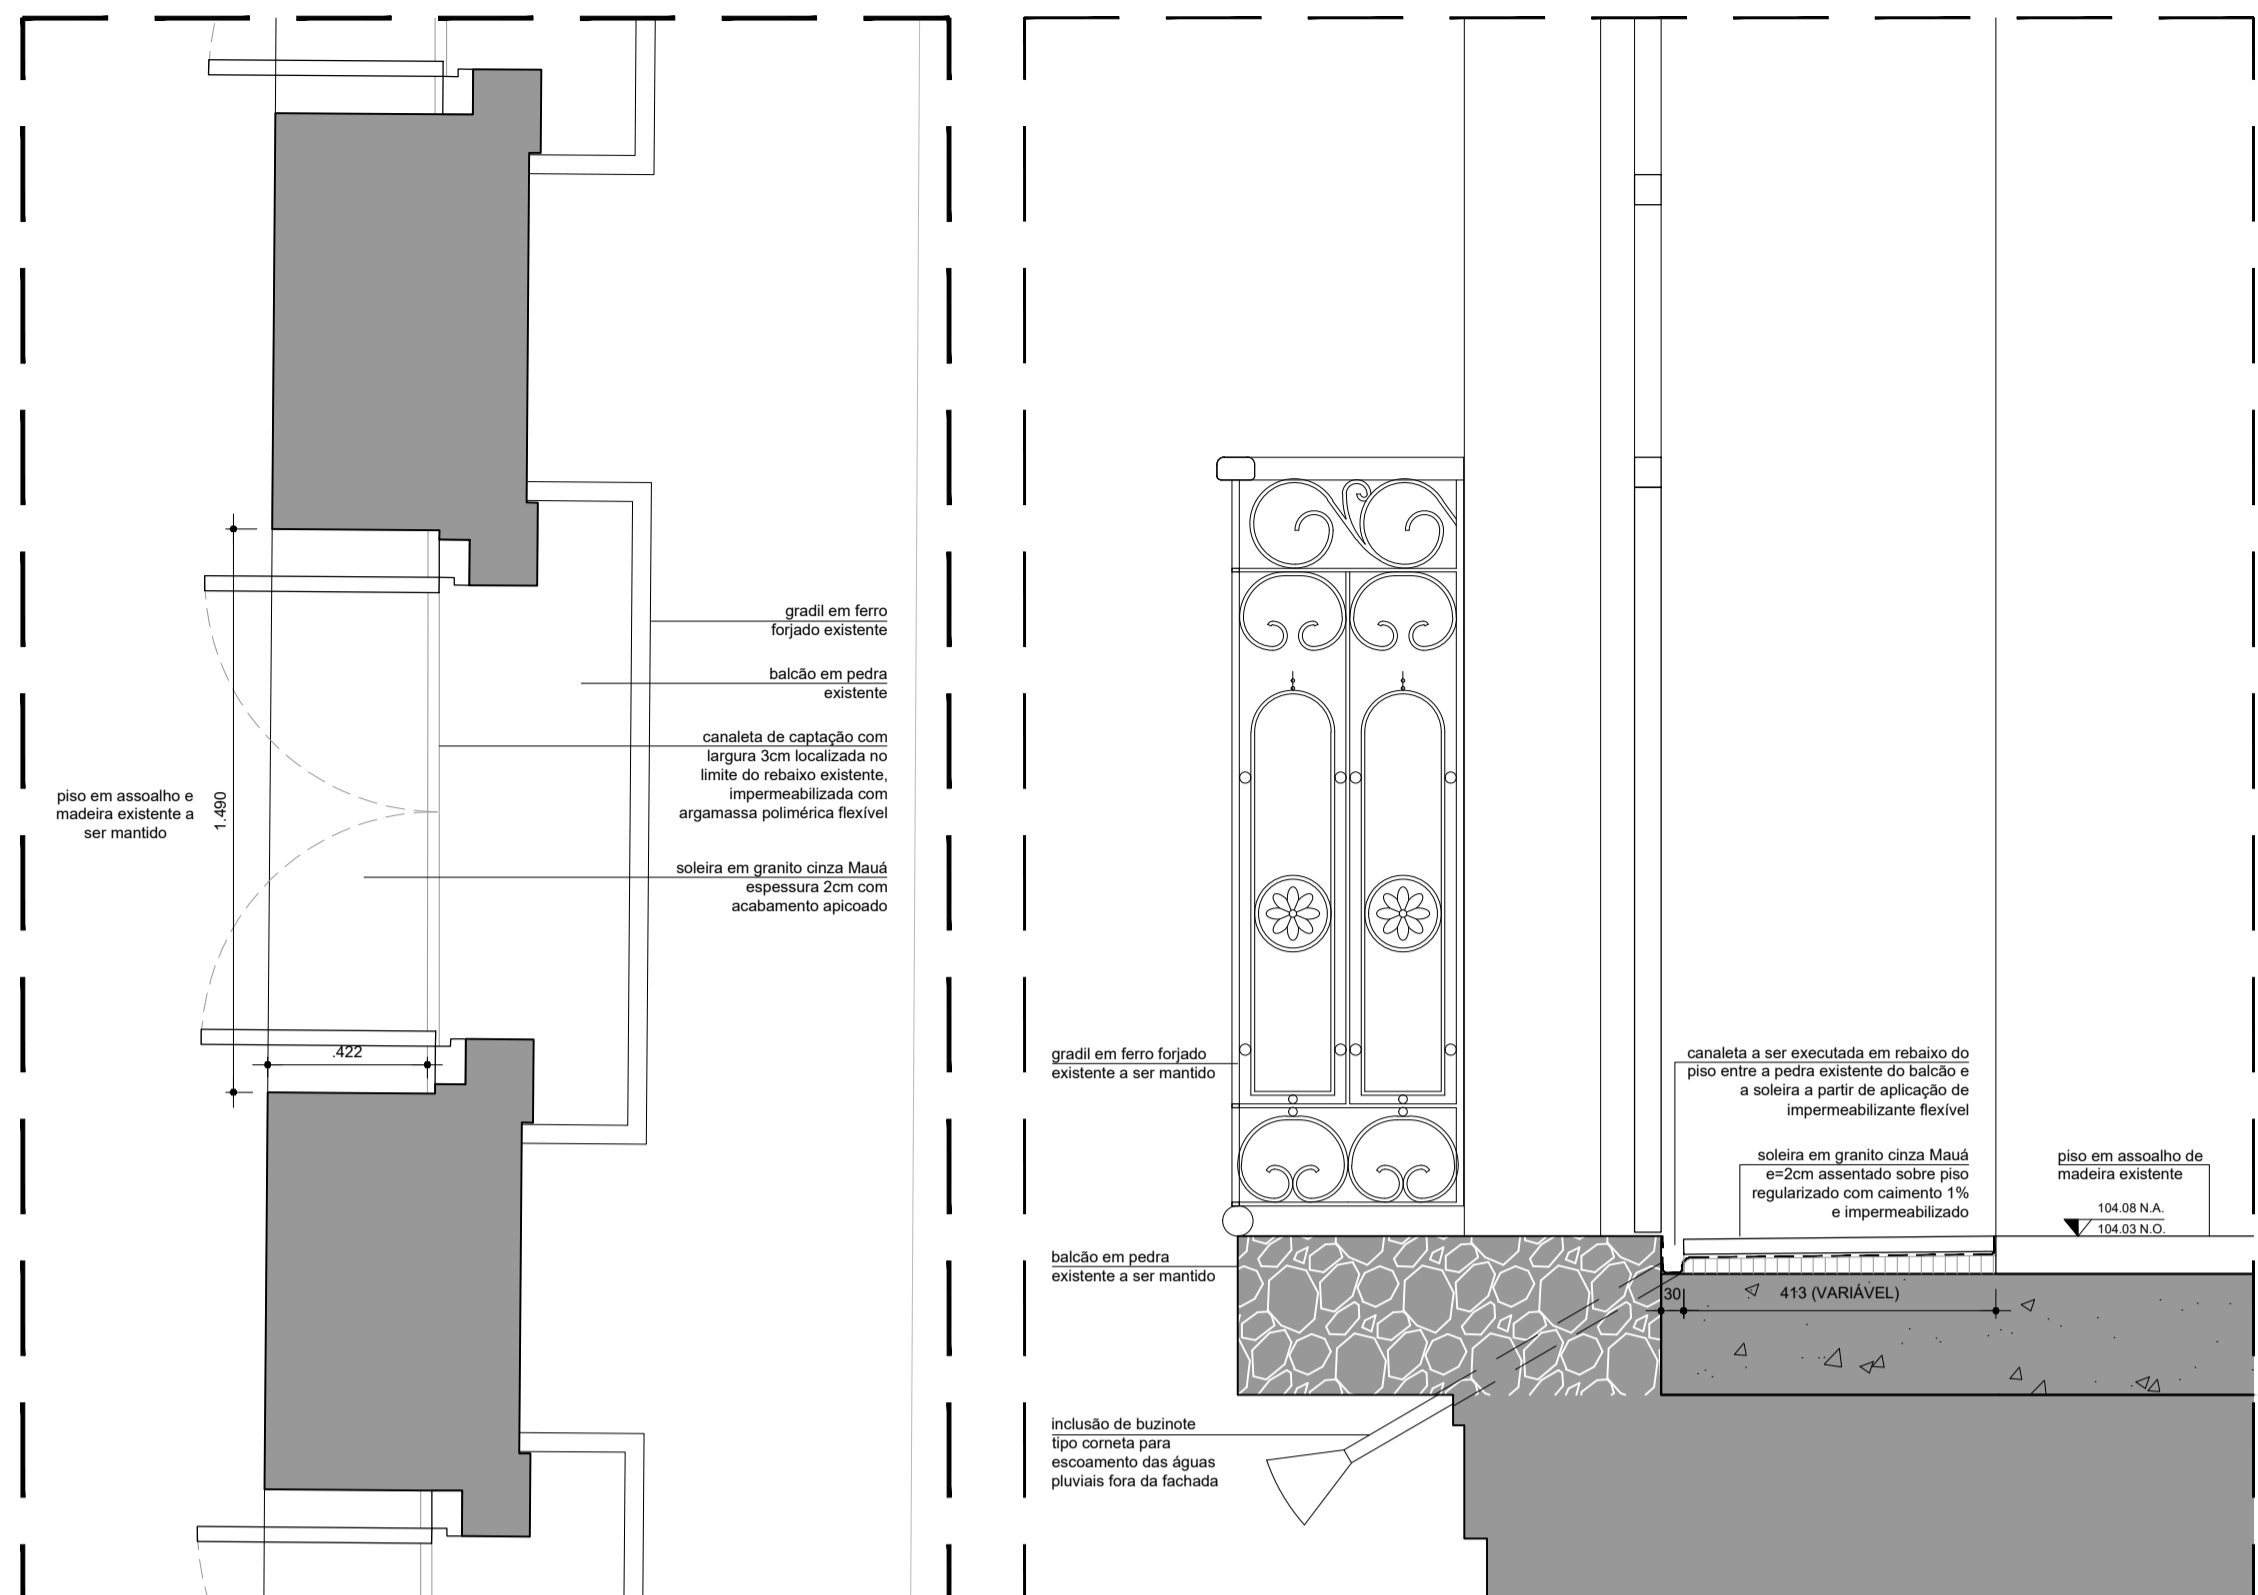 gradil em ferro
forjado existente
balcão em pedra
existente
canaleta de captação com
largura 3cm localizada no
limite do rebaixo existente,
impermeabilizada com
argamassa polimérica flexível
piso em assoalho e
madeira existente a
ser mantido
1.490
soleira em granito cinza Mauá
espessura 2cm com
acabamento apicoado
.422
gradil em ferro forjado
existente a ser mantido
canaleta a ser executada em rebaixo do
piso entre a pedra existente do balcão e
a soleira a partir de aplicação de
impermeabilizante flexível
soleira em granito cinza Mauá
e=2cm assentado sobre piso
regularizado com caimento 1%
e impermeabilizado
piso em assoalho de
madeira existente
104.08 N.A.
104.03 N.O.
balcão em pedra
existente a ser mantido
30
413 (VARIÁVEL)
inclusão de buzinote
tipo corneta para
escoamento das águas
pluviais fora da fachada